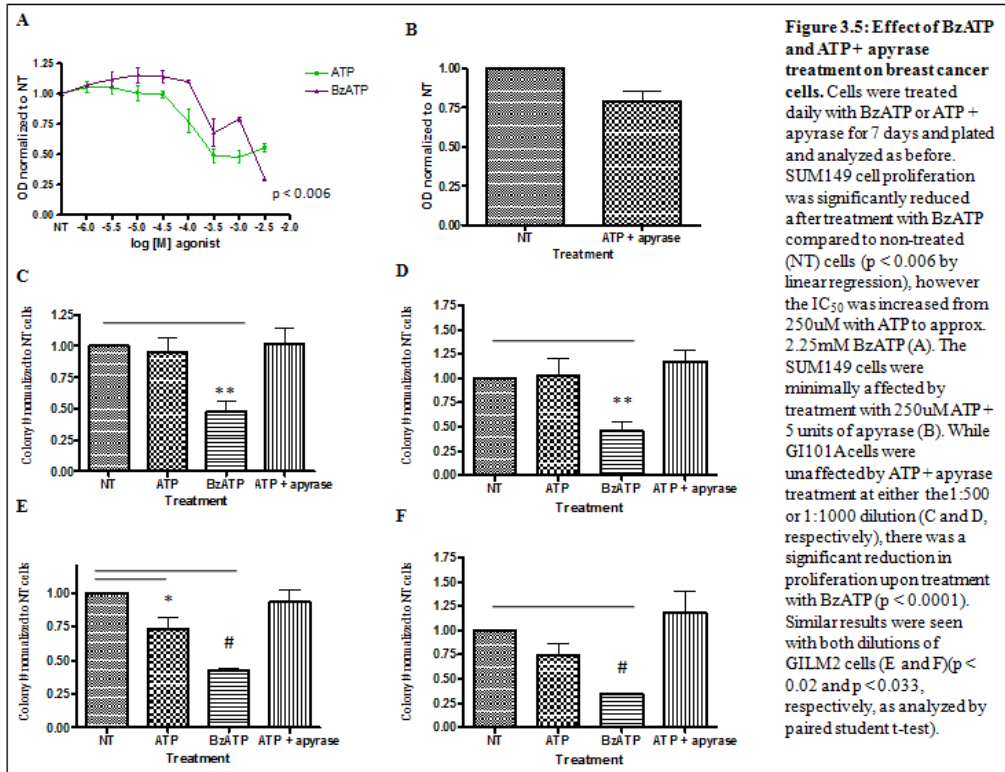 A
OD normalized to NT
1.25
1.00
0.75
0.50
0.25
0.00
ATP
BzATP
p < 0.006
NT -6.0 -5.5 -5.0 -4.5 -4.0 -3.5 -3.0 -2.5 -2.0
log [M] agonist
B
OD normalized to NT
1.00
0.75
0.50
0.25
0.00
NT ATP + apyrase
Treatment
C
Colony # normalized to NT cells
1.25
1.00
0.75
0.50
0.25
0.00
**
NT ATP BzATP ATP + apyrase
Treatment
D
Colony # normalized to NT cells
1.75
1.50
1.25
1.00
0.75
0.50
0.25
0.00
**
NT ATP BzATP ATP + apyrase
Treatment
E
Colony # normalized to NT cells
1.00
0.75
0.50
0.25
0.00
*
#
NT ATP BzATP ATP + apyrase
Treatment
F
Colony # normalized to NT cells
1.75
1.50
1.25
1.00
0.75
0.50
0.25
0.00
#
NT ATP BzATP ATP + apyrase
Treatment
Figure 3.5: Effect of BzATP
and ATP + apyrase
treatment on breast cancer
cells. Cells were treated
daily with BzATP or ATP +
apyrase for 7 days and plated
and analyzed as before.
SUM149 cell proliferation
was significantly reduced
after treatment with BzATP
compared to non-treated
(NT) cells (p < 0.006 by
linear regression), however
the IC50 was increased from
250uM with ATP to approx.
2.25mM BzATP (A). The
SUM149 cells were
minimally affected by
treatment with 250uM ATP +
5 units of apyrase (B). While
GI101A cells were
unaffected by ATP + apyrase
treatment at either the 1:500
or 1:1000 dilution (C and D,
respectively), there was a
significant reduction in
proliferation upon treatment
with BzATP (p < 0.0001).
Similar results were seen
with both dilutions of
GILM2 cells (E and F)(p <
0.02 and p < 0.033,
respectively, as analyzed by
paired student t-test).